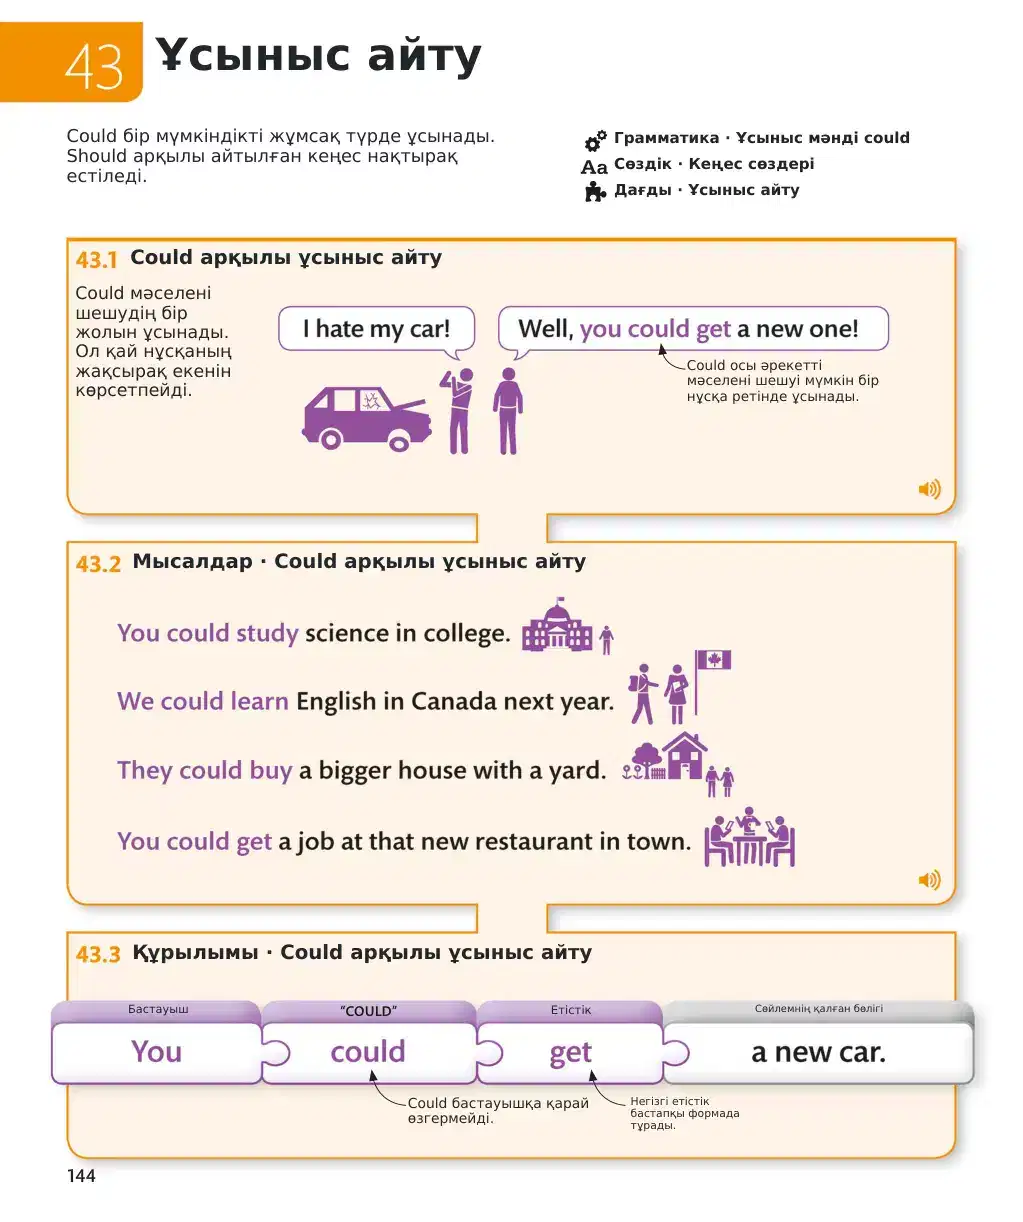 43
Ұсыныс айту
Could бір мүмкіндікті жұмсақ түрде ұсынады.
Should арқылы айтылған кеңес нақтырақ
естіледі.
Грамматика · Ұсыныс мәнді could
Aa Сөздік · Кеңес сөздері
Дағды · Ұсыныс айту
43.1 Could арқылы ұсыныс айту
Could мәселені
шешудің бір
жолын ұсынады.
Ол қай нұсқаның
жақсырақ екенін
көрсетпейді.
I hate my car!
Well, you could get a new one!
Could осы әрекетті
мәселені шешуі мүмкін бір
нұсқа ретінде ұсынады.
43.2 Мысалдар · Could арқылы ұсыныс айту
You could study science in college.
We could learn English in Canada next year.
They could buy a bigger house with a yard.
You could get a job at that new restaurant in town.
43.3 Құрылымы · Could арқылы ұсыныс айту
Бастауыш "COULD" Етістік Сөйлемнің қалған бөлігі
You could get a new car.
Could бастауышқа қарай
өзгермейді.
Негізгі етістік
бастапқы формада
тұрады.
144